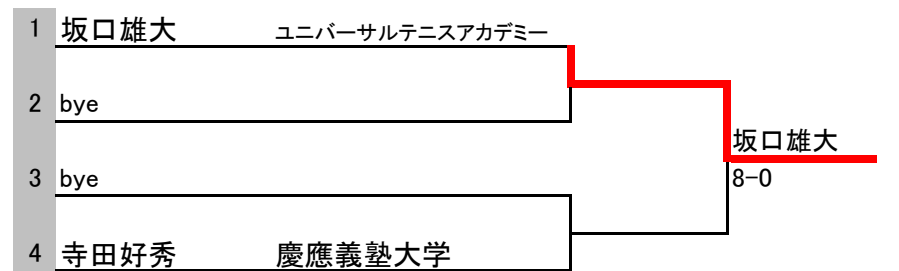 1 坂口雄大 ユニバーサルテニスアカデミー
2 bye
坂口雄大
3 bye
8-0
4 寺田好秀 慶應義塾大学